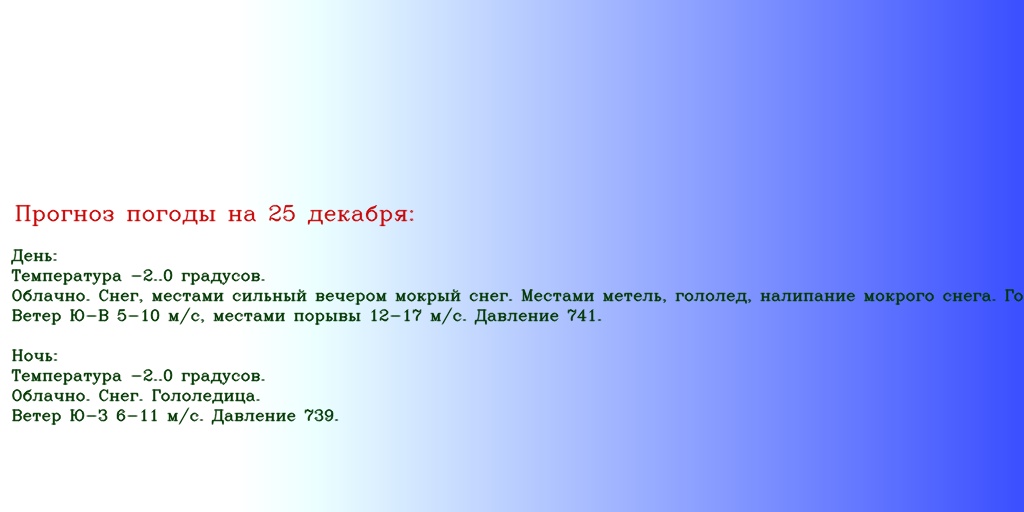 Прогноз погоды на 25 декабря:
День:
Температура -2..0 градусов.
Облачно. Снег, местами сильный вечером мокрый снег. Местами метель, гололед, налипание мокрого снега.
Ветер Ю-В 5-10 м/с, местами порывы 12-17 м/с. Давление 741.
Ночь:
Температура -2..0 градусов.
Облачно. Снег. Гололедица.
Ветер Ю-З 6-11 м/с. Давление 739.